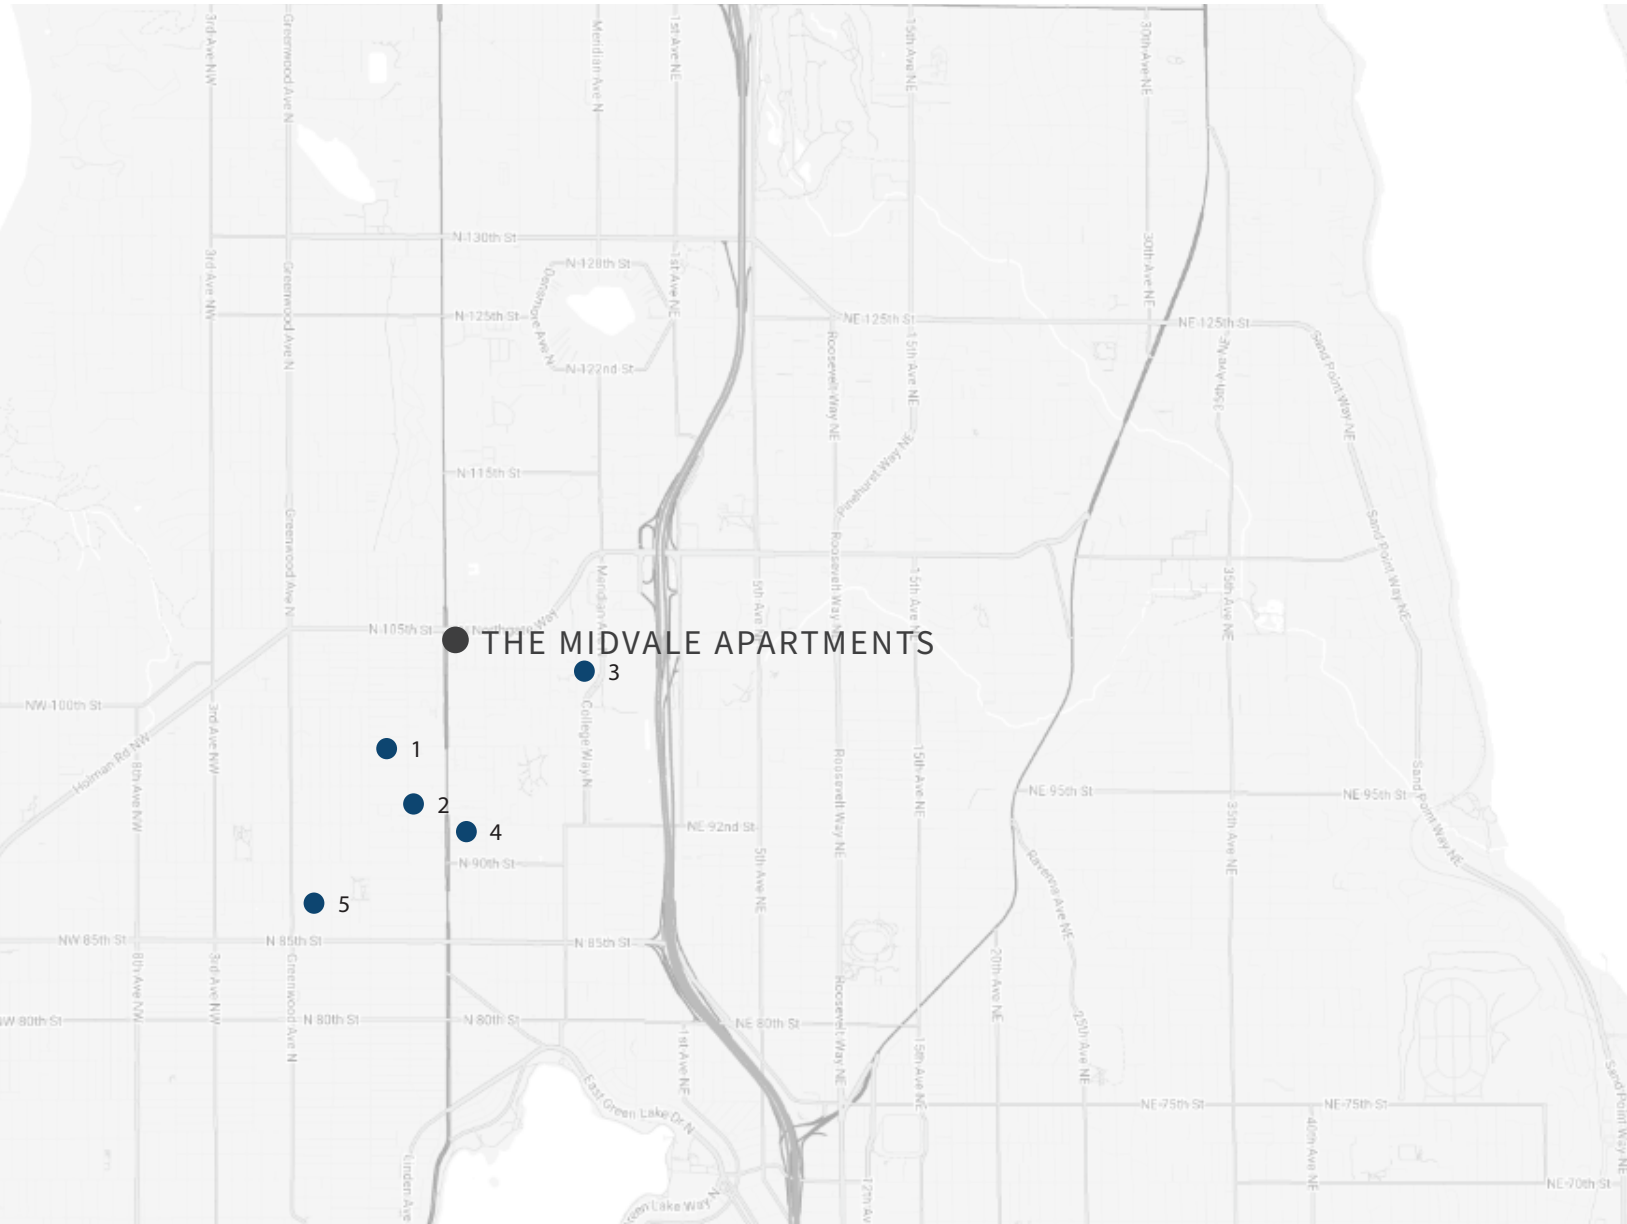 3rd Ave NW
Greenwood Ave N
Meridian Ave N
1st Ave NE
15th Ave NE
30th Ave NE
N 130th St
3rd Ave NW
Greenwood Ave N
N 128th St
Densmore Ave N
1st Ave NE
30th Ave NE
N 125th St
NE 125th St
NE 125th St
N 122nd St
Roosevelt Way NE
15th Ave NE
35th Ave NE
Sand Point Way NE
N 115th St
Pinehurst Way NE
Greenwood Ave N
Sand Point Way NE
Meridian Ave N
5th Ave NE
Roosevelt Way NE
15th Ave NE
35th Ave NE
N 105th St
Northgate Way
THE MIDVALE APARTMENTS
3
NW 100th St
3rd Ave NW
College Way N
Holman Rd NW
1
8th Ave NW
Roosevelt Way NE
15th Ave NE
NE 95th St
NE 95th St
35th Ave NE
Sand Point Way NE
2
4
NE 92nd St
N 90th St
5th Ave NE
Ravenna Ave NE
5
NW 85th St
N 85th St
N 85th St
8th Ave NW
3rd Ave NW
Greenwood Ave N
Roosevelt Way NE
20th Ave NE
25th Ave NE
NW 80th St
N 80th St
N 80th St
NE 80th St
1st Ave NE
15th Ave NE
East Green Lake Dr N
NE 75th St
NE 75th St
Sand Point Way NE
Linden Ave
12th Av
40th Ave NE
NE 70th St
een Lake Way N